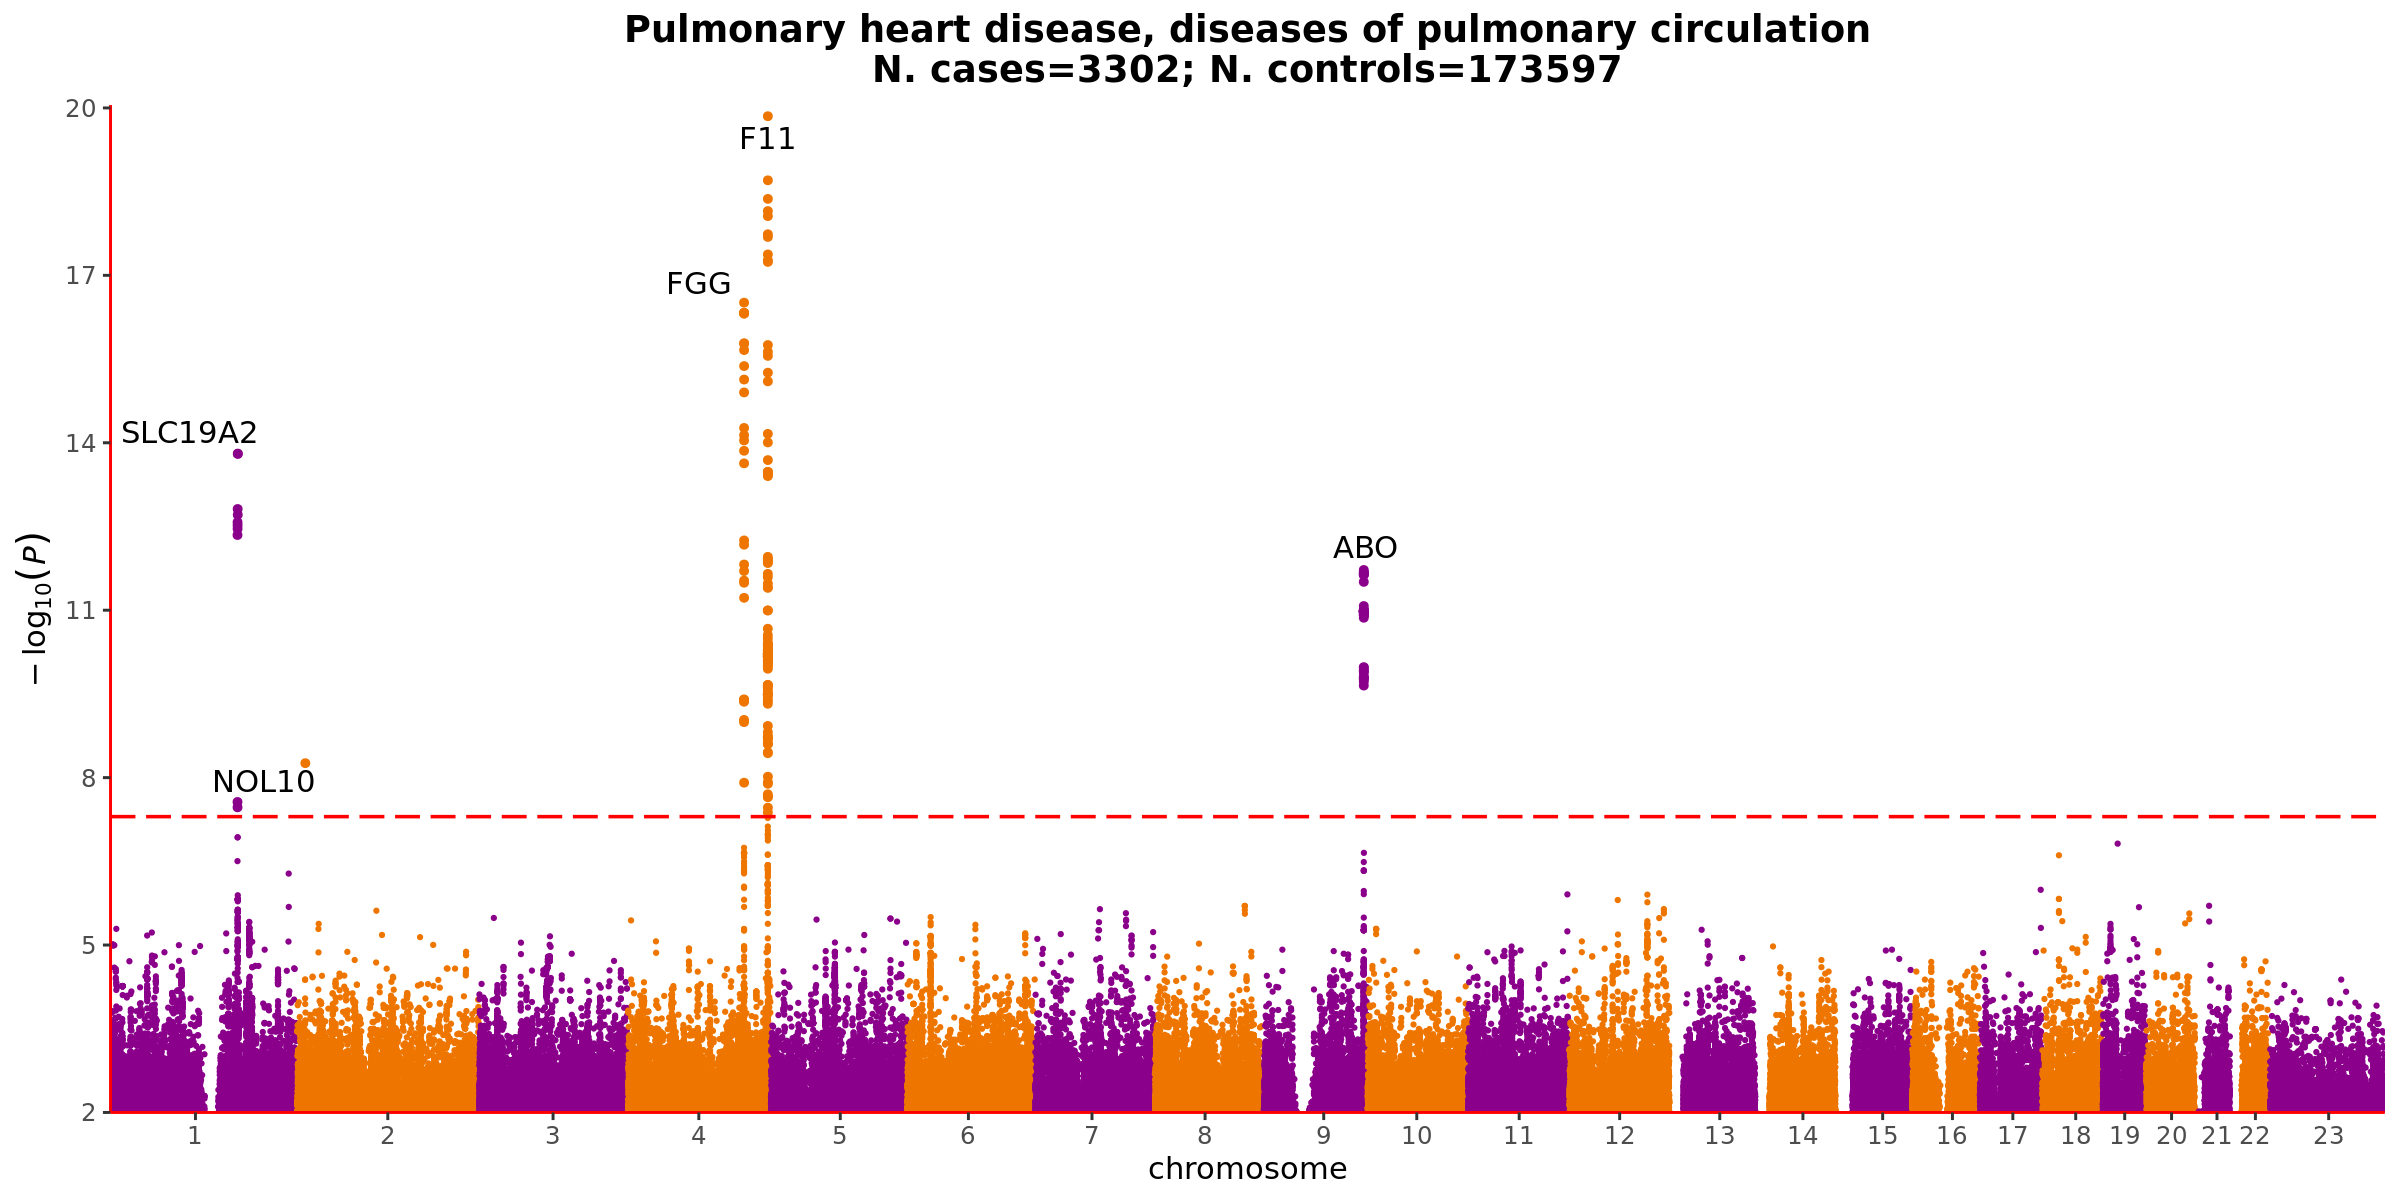 Pulmonary heart disease, diseases of pulmonary circulation
N. cases=3302; N. controls=173597
20
17
14
11
8
5
2
−log10(P)
F11
FGG
SLC19A2
ABO
NOL10
1 2 3 4 5 6 7 8 9 10 11 12 13 14 15 16 17 18 19 20 21 22 23
chromosome